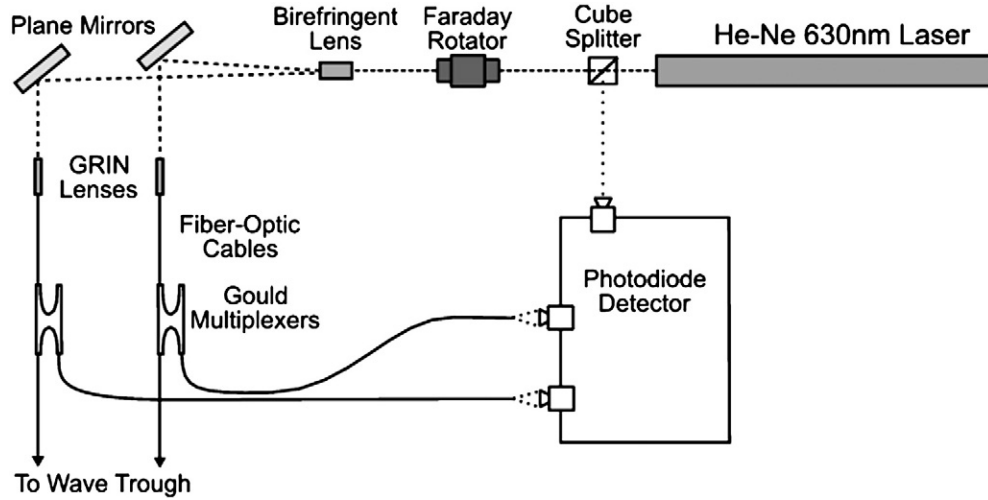 Plane Mirrors
Birefringent
Lens
Faraday
Rotator
Cube
Splitter
He-Ne 630nm Laser
GRIN
Lenses
Fiber-Optic
Cables
Gould
Multiplexers
Photodiode
Detector
To Wave Trough